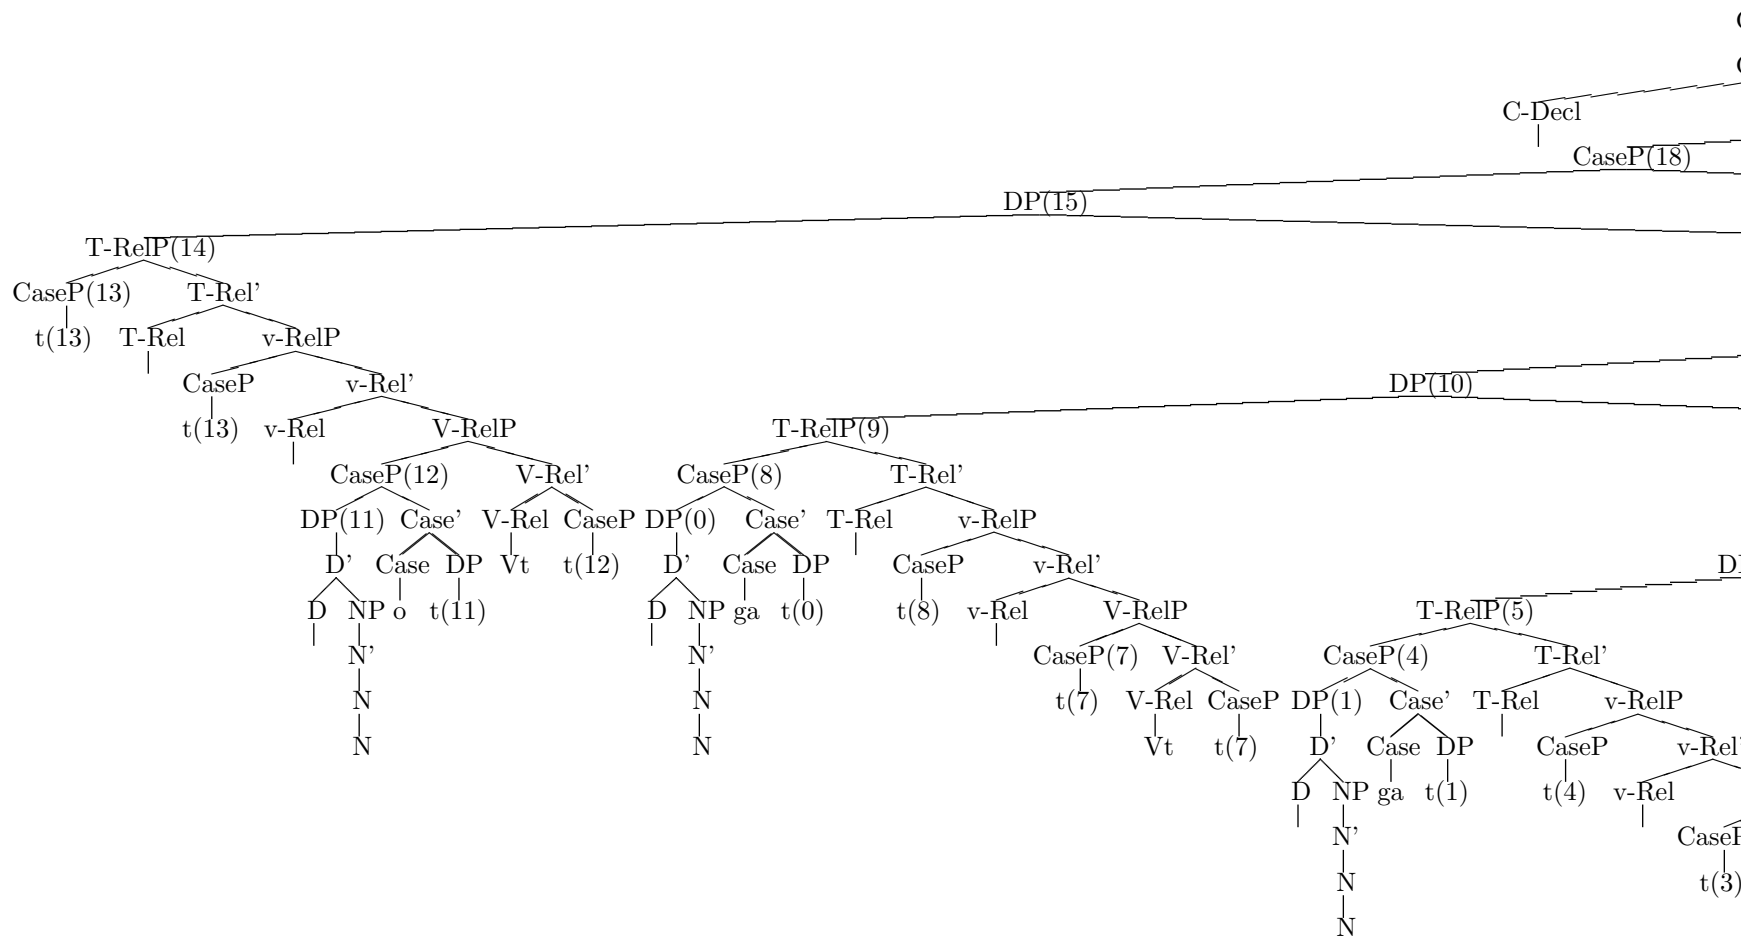 C-Decl
CaseP(18)
DP(15)
T-RelP(14)
CaseP(13) T-Rel’
t(13) T-Rel v-RelP
CaseP v-Rel’ DP(10)
t(13) v-Rel V-RelP T-RelP(9)
CaseP(12) V-Rel’ CaseP(8) T-Rel’
DP(11) Case’ V-Rel CaseP DP(0) Case’ T-Rel v-RelP
D’ Case DP Vt t(12) D’ Case DP CaseP v-Rel’
D NP o t(11) D NP ga t(0) t(8) v-Rel V-RelP T-RelP(5)
N’ N’ CaseP(7) V-Rel’ CaseP(4) T-Rel’
N N t(7) V-Rel CaseP DP(1) Case’ T-Rel v-RelP
N N Vt t(7) D’ Case DP CaseP v-Rel’
D NP ga t(1) t(4) v-Rel
N’ CaseP
N t(3)
N